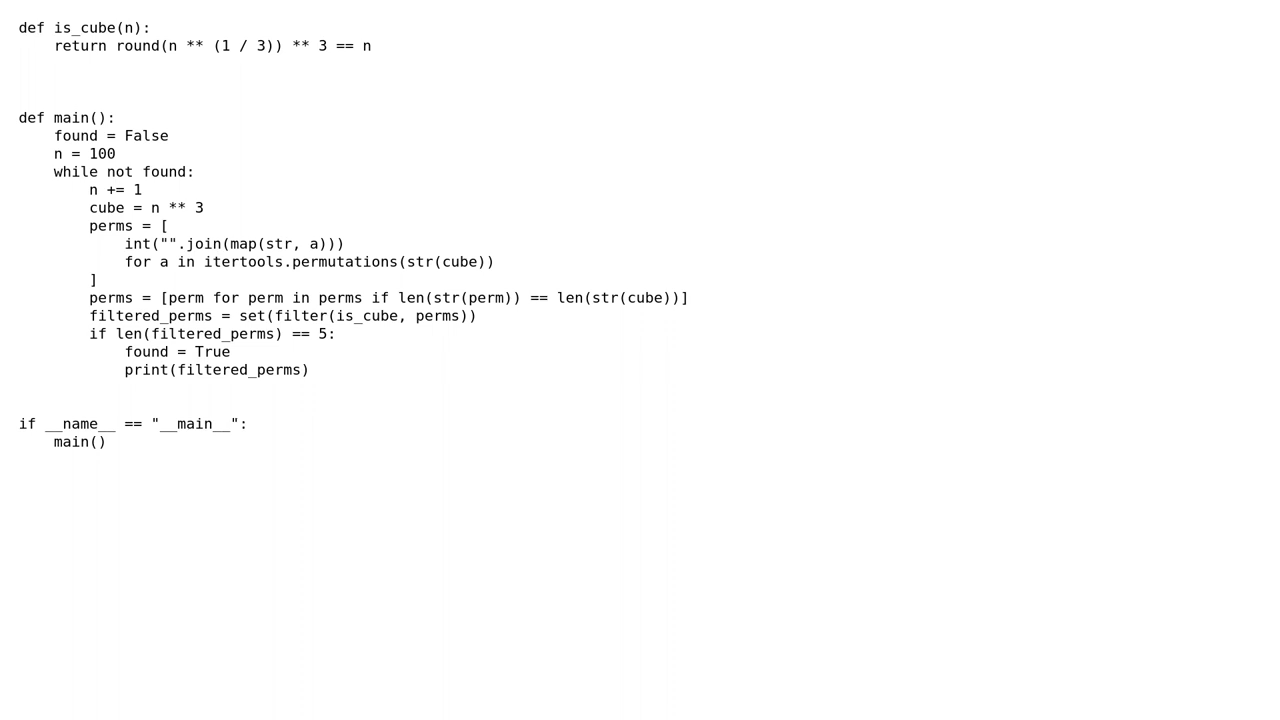 def is_cube(n):
    return round(n ** (1 / 3)) ** 3 == n
def main():
    found = False
    n = 100
    while not found:
        n += 1
        cube = n ** 3
        perms = [
            int("".join(map(str, a)))
            for a in itertools.permutations(str(cube))
        ]
        perms = [perm for perm in perms if len(str(perm)) == len(str(cube))]
        filtered_perms = set(filter(is_cube, perms))
        if len(filtered_perms) == 5:
            found = True
            print(filtered_perms)
if __name__ == "__main__":
    main()